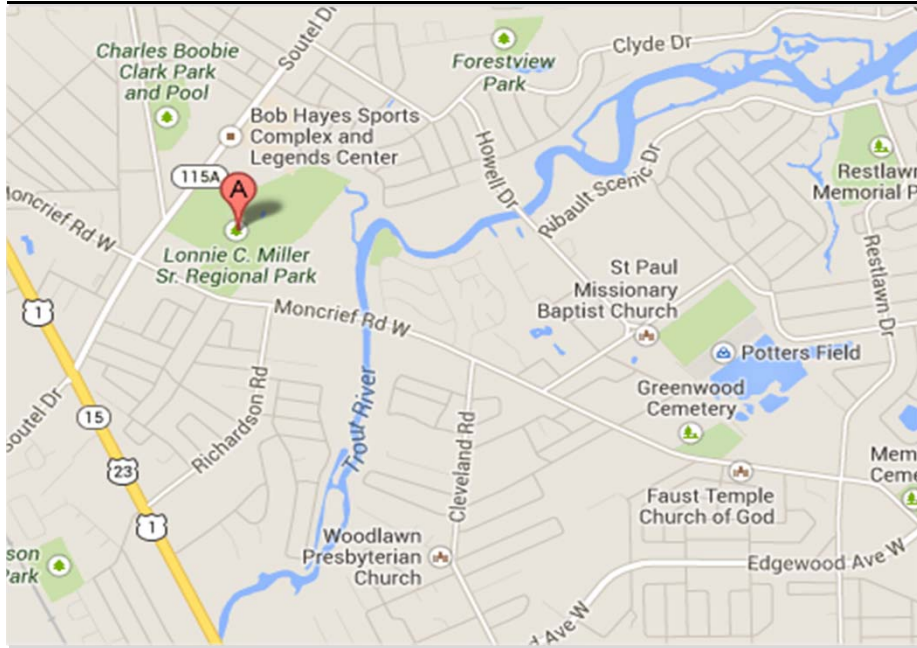 Soutel Dr
Clyde Dr
Charles Boobie
Clark Park
and Pool
Forestview
Park
Bob Hayes Sports
Complex and
Legends Center
Howell Dr
Ribault Scenic Dr
115A
A
Restlawn
Memorial P
Moncrief Rd W
Lonnie C. Miller
Sr. Regional Park
Restlawn Dr
1
Moncrief Rd W
St Paul
Missionary
Baptist Church
Potters Field
Greenwood
Cemetery
Soutel Dr
15
Richardson Rd
Trout River
Cleveland Rd
23
Mem
Ceme
Faust Temple
Church of God
1
Woodlawn
Presbyterian
Church
son
Park
Edgewood Ave W
d Ave W